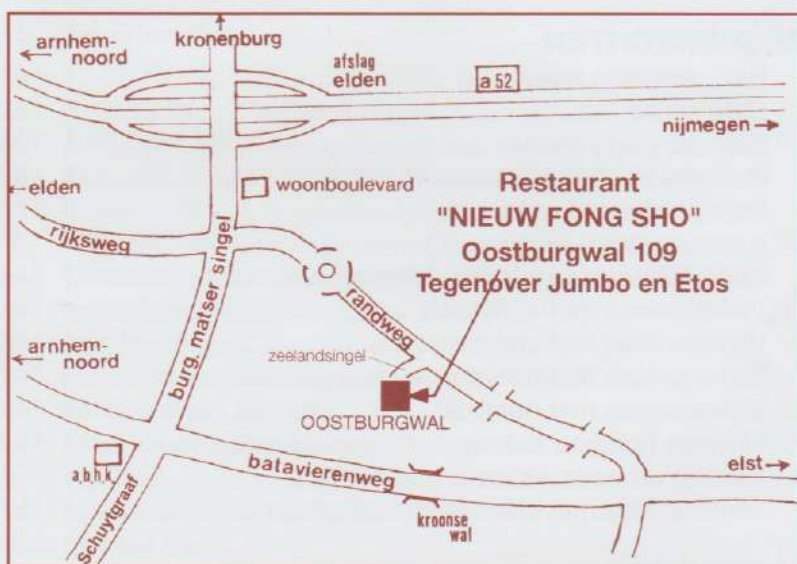 arnhem-
noord
kronenburg
afslag
elden
a 52
nijmegen
elden
woonboulevard
Restaurant
"NIEUW FONG SHO"
Oostburgwal 109
Tegenover Jumbo en Etos
rijksweg
burg. matser singel
randweg
zeelandsingel
arnhem-
noord
OOSTBURGWAL
a.b.h.k.
batavierenweg
elst
kroonse
wal
Schuytgraaf